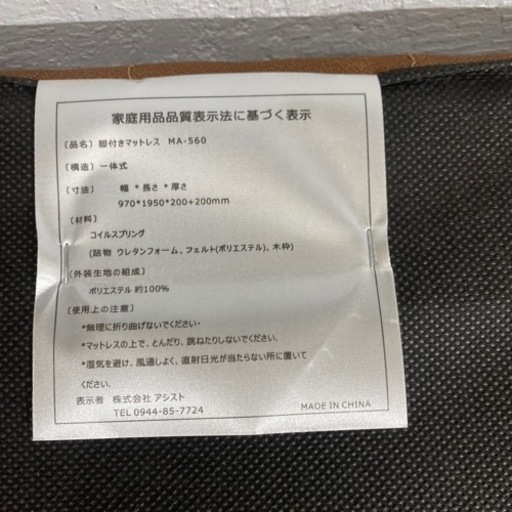 家庭用品品質表示法に基づく表示
〔品名〕脚付きマットレス MA-560
〔構造〕一体式
〔寸法〕 幅 * 長さ * 厚さ
970*1950*200+200mm
〔材料〕
コイルスプリング
(詰物 ウレタンフォーム、フェルト(ポリエステル)、木枠)
〔外装生地の組成〕
ポリエステル 約100%
〔使用上の注意〕
*無理に折り曲げないでください・
*マットレスの上で、とんだり、跳ねたりしないでください。
*湿気を避け、風通しよく、直射日光が当たらない所に置いて
ください.
表示者 株式会社 アシスト
TEL 0944-85-7724
MADE IN CHINA